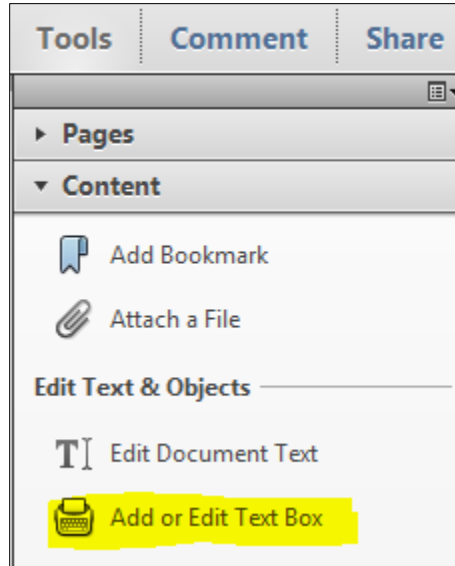 Tools Comment Share
Pages
Content
Add Bookmark
Attach a File
Edit Text & Objects
Edit Document Text
Add or Edit Text Box